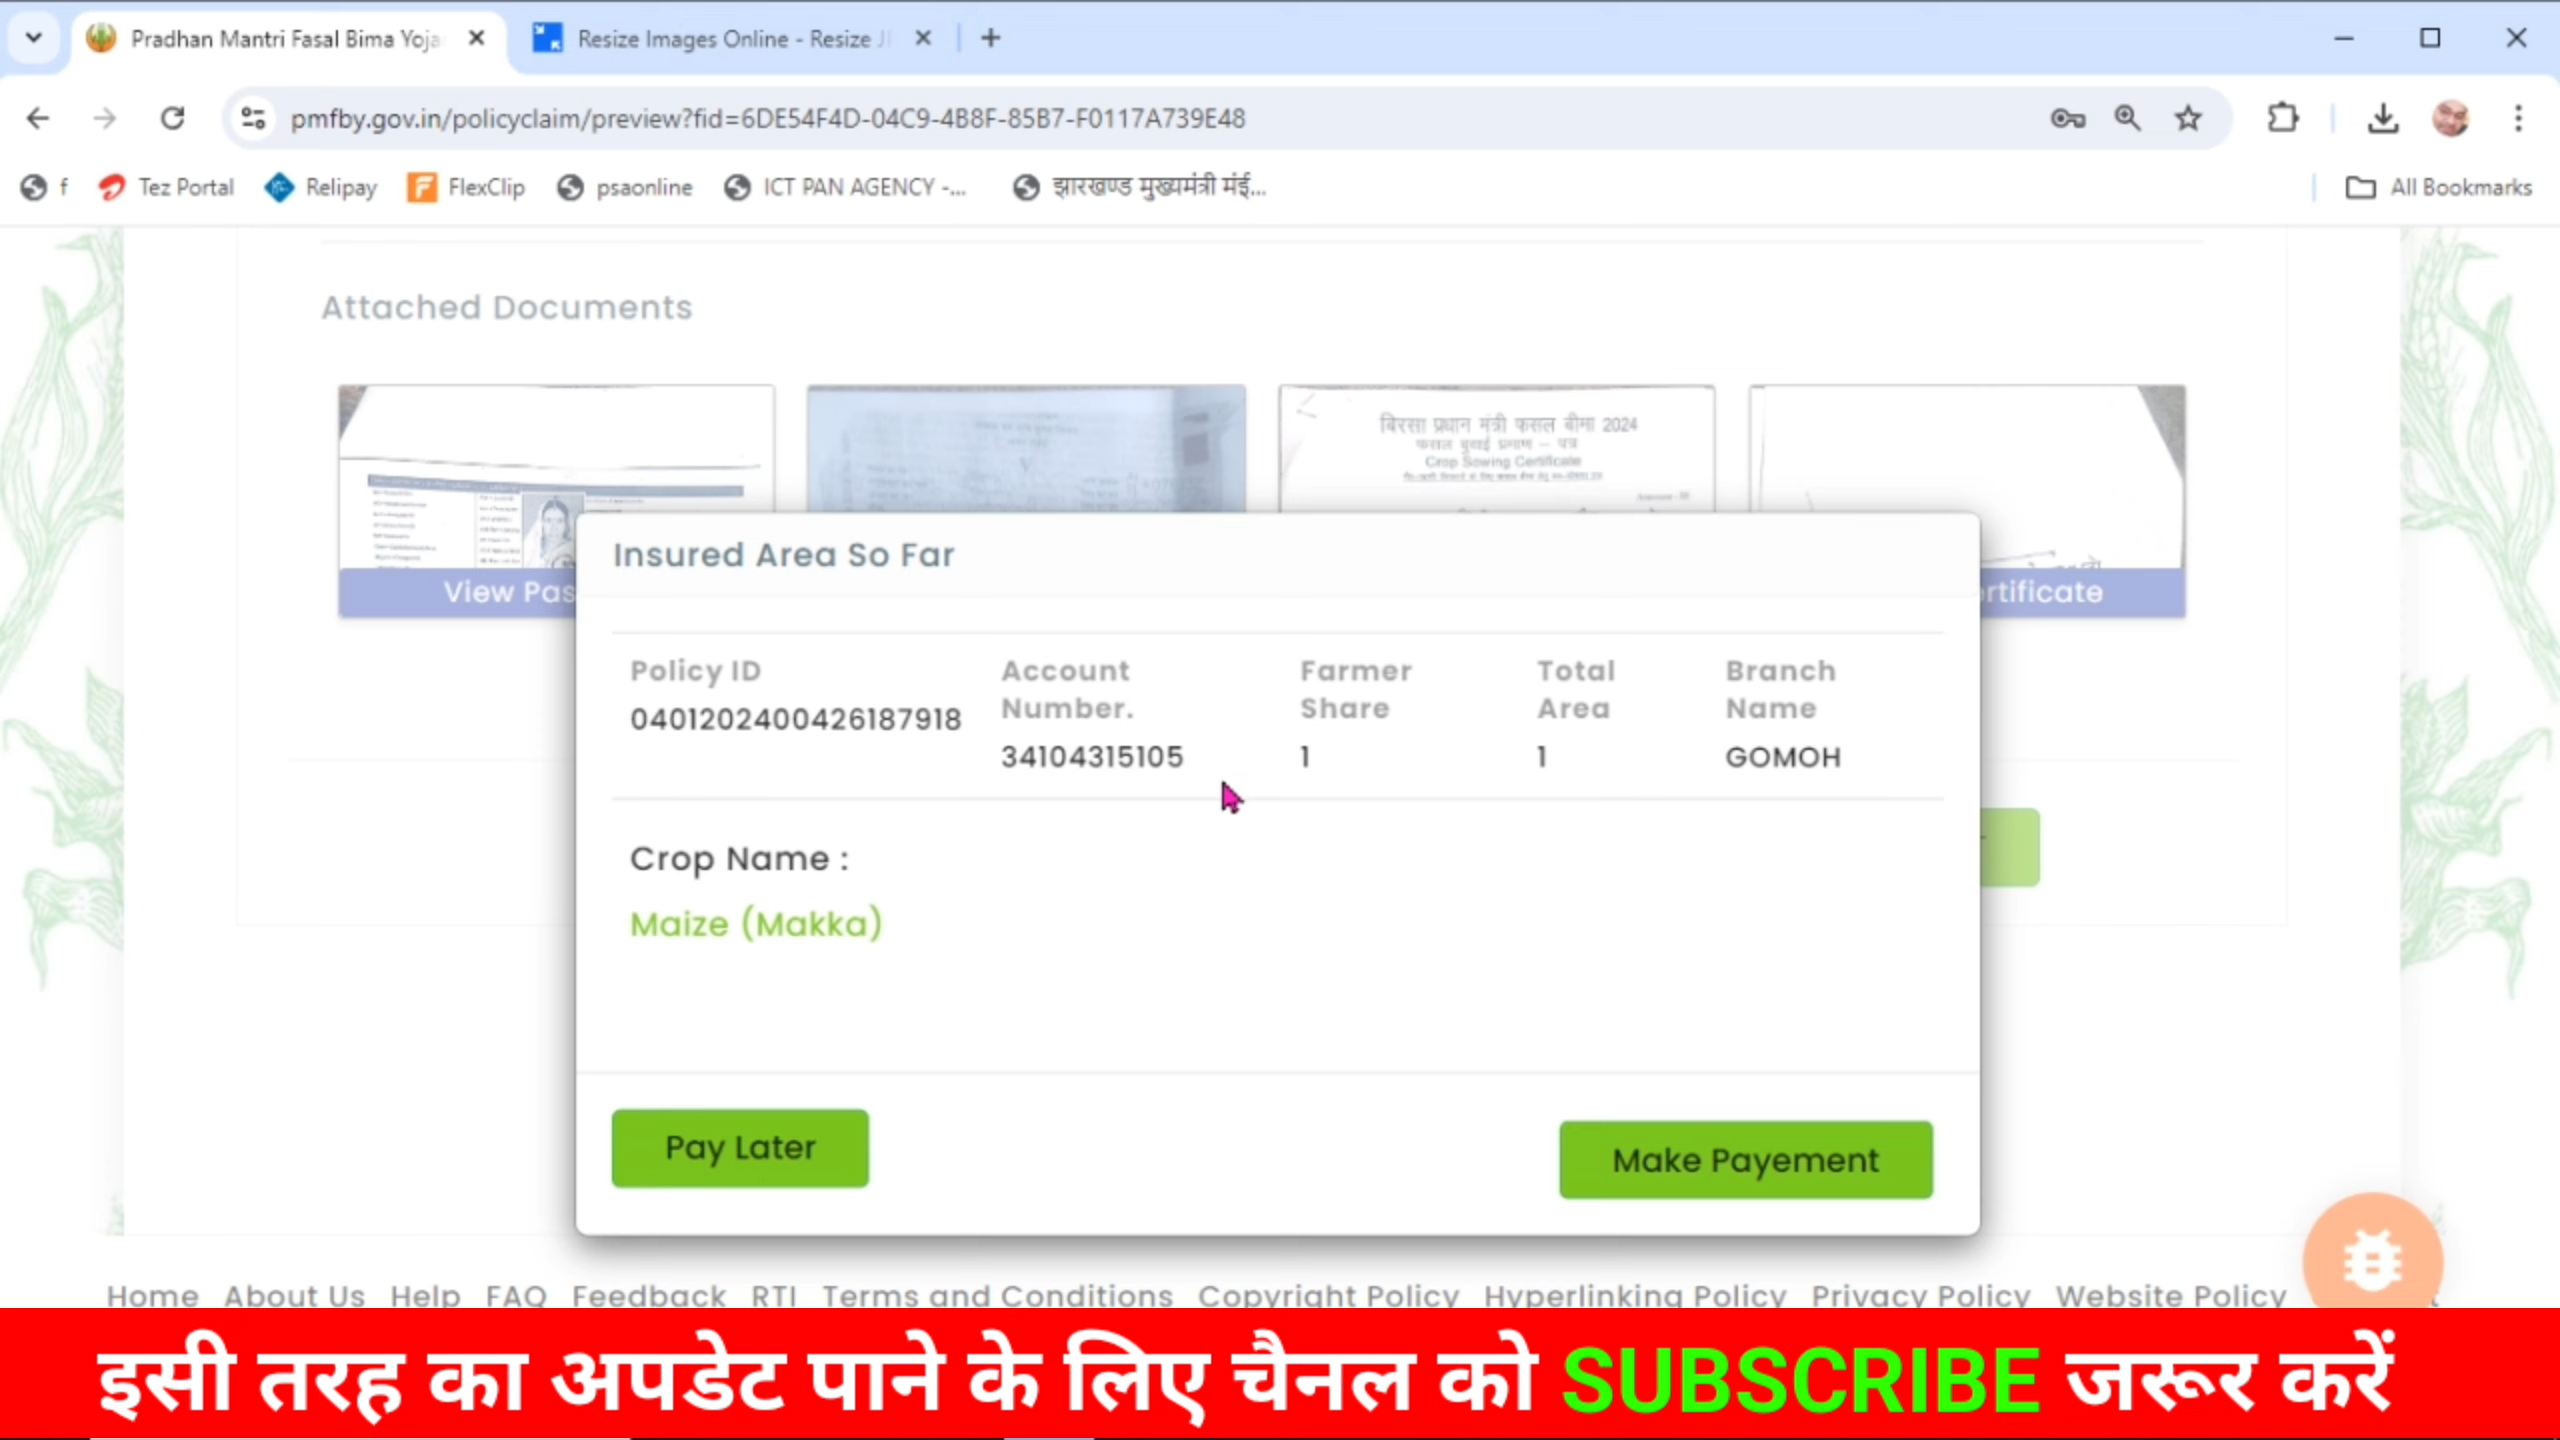 Pradhan Mantri Fasal Bima Yoja
Resize Images Online - Resize J
pmfby.gov.in/policyclaim/preview?fid=6DE54F4D-04C9-4B8F-85B7-F0117A739E48
f
Tez Portal
Relipay
FlexClip
psaonline
ICT PAN AGENCY -...
झारखण्ड मुख्यमंत्री मंई...
All Bookmarks
Attached Documents
बिरसा प्रधान मंत्री फसल बीमा 2024
फसल बुवाई प्रमाण – पत्र
Crop Sowing Certificate
View Pas
rtificate
Insured Area So Far
Policy ID
040120240042618​7918
Account Number.
34104315105
Farmer Share
1
Total Area
1
Branch Name
GOMOH
Crop Name :
Maize (Makka)
Pay Later
Make Payement
Home About Us Help FAQ Feedback RTI Terms and Conditions Copyright Policy Hyperlinking Policy Privacy Policy Website Policy
इसी तरह का अपडेट पाने के लिए चैनल को SUBSCRIBE जरूर करें